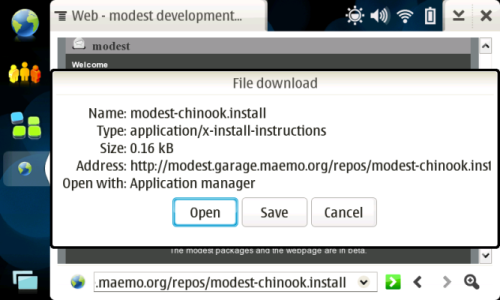 Web - modest development...
modest
Welcome
File download
Name: modest-chinook.install
Type: application/x-install-instructions
Size: 0.16 kB
Address: http://modest.garage.maemo.org/repos/modest-chinook.inst
Open with: Application manager
Open Save Cancel
The modest packages and the webpage are in beta.
.maemo.org/repos/modest-chinook.install